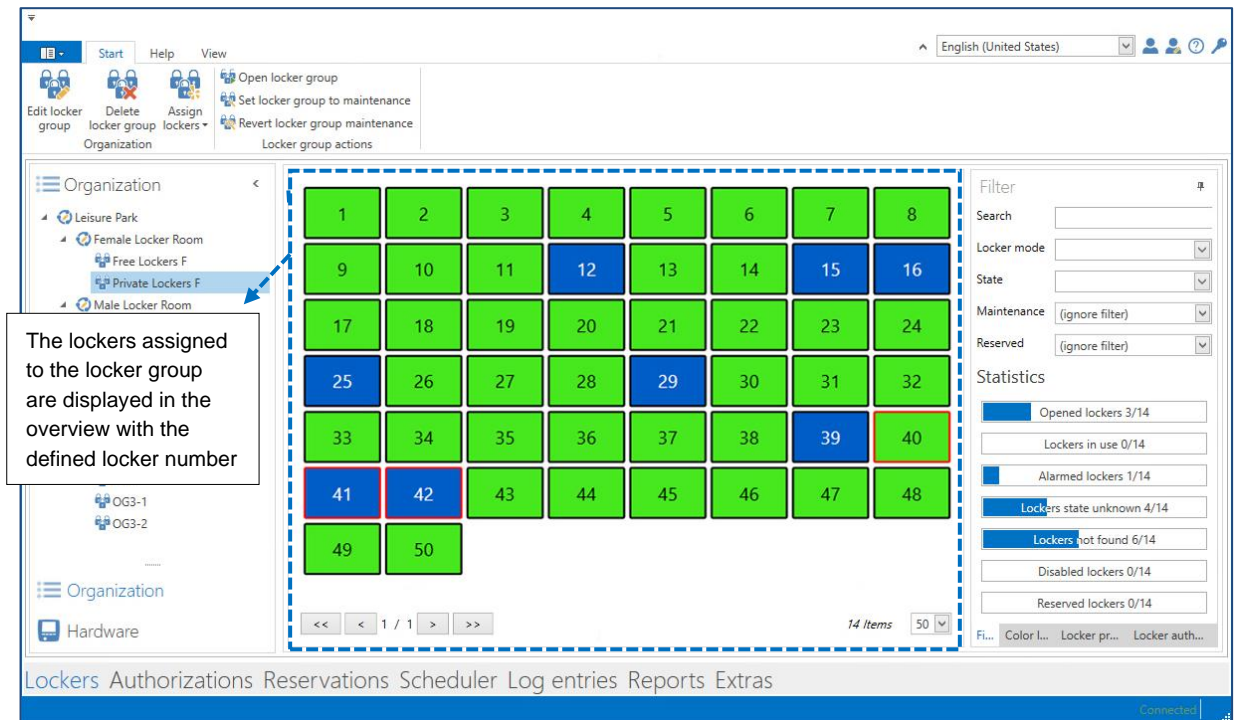 Start Help View
English (United States)
Edit locker group
Delete locker group
Assign lockers
Organization
Open locker group
Set locker group to maintenance
Revert locker group maintenance
Locker group actions
Organization <
Leisure Park
Female Locker Room
Free Lockers F
Private Lockers F
Male Locker Room
The lockers assigned
to the locker group
are displayed in the
overview with the
defined locker number
OG3-1
OG3-2
Organization
Hardware
1 2 3 4 5 6 7 8
9 10 11 12 13 14 15 16
17 18 19 20 21 22 23 24
25 26 27 28 29 30 31 32
33 34 35 36 37 38 39 40
41 42 43 44 45 46 47 48
49 50
<< < 1 / 1 > >> 14 Items 50
Filter
Search
Locker mode
State
Maintenance (ignore filter)
Reserved (ignore filter)
Statistics
Opened lockers 3/14
Lockers in use 0/14
Alarmed lockers 1/14
Lockers state unknown 4/14
Lockers not found 6/14
Disabled lockers 0/14
Reserved lockers 0/14
Fi... Color l... Locker pr... Locker auth...
Lockers Authorizations Reservations Scheduler Log entries Reports Extras
Connected